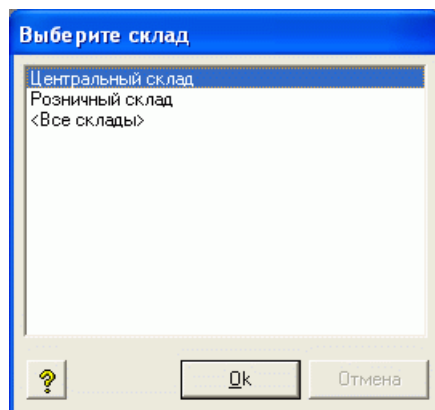 Выберите склад
Центральный склад
Розничный склад
<Все склады>
?
Ok
Отмена